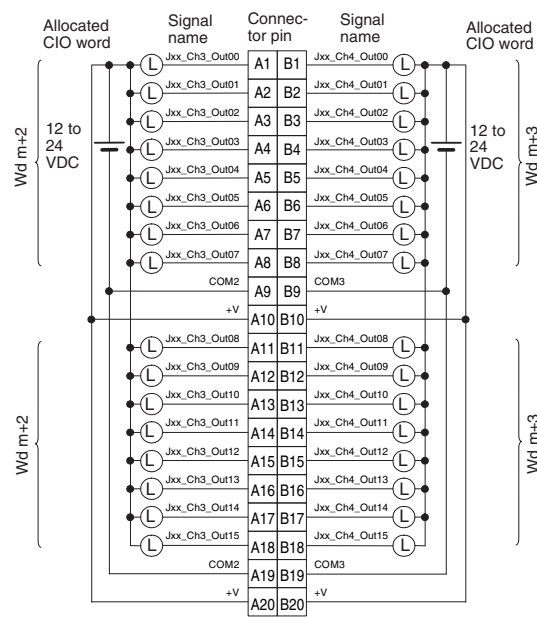 Allocated
CIO word
Signal
name
Connec-
tor pin
Signal
name
Allocated
CIO word
Wd m+2
12 to
24
VDC
12 to
24
VDC
Wd m+3
L Jxx_Ch3_Out00 A1 B1 Jxx_Ch4_Out00 L
L Jxx_Ch3_Out01 A2 B2 Jxx_Ch4_Out01 L
L Jxx_Ch3_Out02 A3 B3 Jxx_Ch4_Out02 L
L Jxx_Ch3_Out03 A4 B4 Jxx_Ch4_Out03 L
L Jxx_Ch3_Out04 A5 B5 Jxx_Ch4_Out04 L
L Jxx_Ch3_Out05 A6 B6 Jxx_Ch4_Out05 L
L Jxx_Ch3_Out06 A7 B7 Jxx_Ch4_Out06 L
L Jxx_Ch3_Out07 A8 B8 Jxx_Ch4_Out07 L
COM2 A9 B9 COM3
+V A10 B10 +V
Wd m+2
Wd m+3
L Jxx_Ch3_Out08 A11 B11 Jxx_Ch4_Out08 L
L Jxx_Ch3_Out09 A12 B12 Jxx_Ch4_Out09 L
L Jxx_Ch3_Out10 A13 B13 Jxx_Ch4_Out10 L
L Jxx_Ch3_Out11 A14 B14 Jxx_Ch4_Out11 L
L Jxx_Ch3_Out12 A15 B15 Jxx_Ch4_Out12 L
L Jxx_Ch3_Out13 A16 B16 Jxx_Ch4_Out13 L
L Jxx_Ch3_Out14 A17 B17 Jxx_Ch4_Out14 L
L Jxx_Ch3_Out15 A18 B18 Jxx_Ch4_Out15 L
COM2 A19 B19 COM3
+V A20 B20 +V